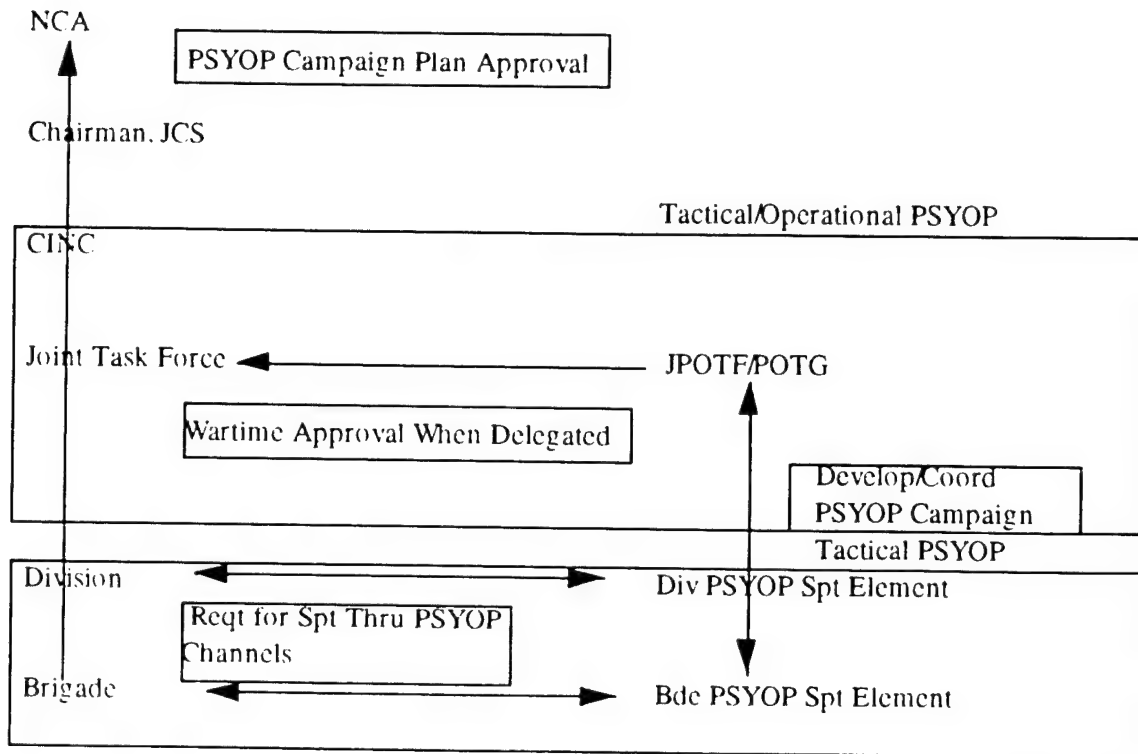 NCA
PSYOP Campaign Plan Approval
Chairman, JCS
Tactical/Operational PSYOP
CINC
Joint Task Force
JPOTF/POTG
Wartime Approval When Delegated
Develop/Coord
PSYOP Campaign
Tactical PSYOP
Division
Div PSYOP Spt Element
Reqt for Spt Thru PSYOP
Channels
Brigade
Bde PSYOP Spt Element